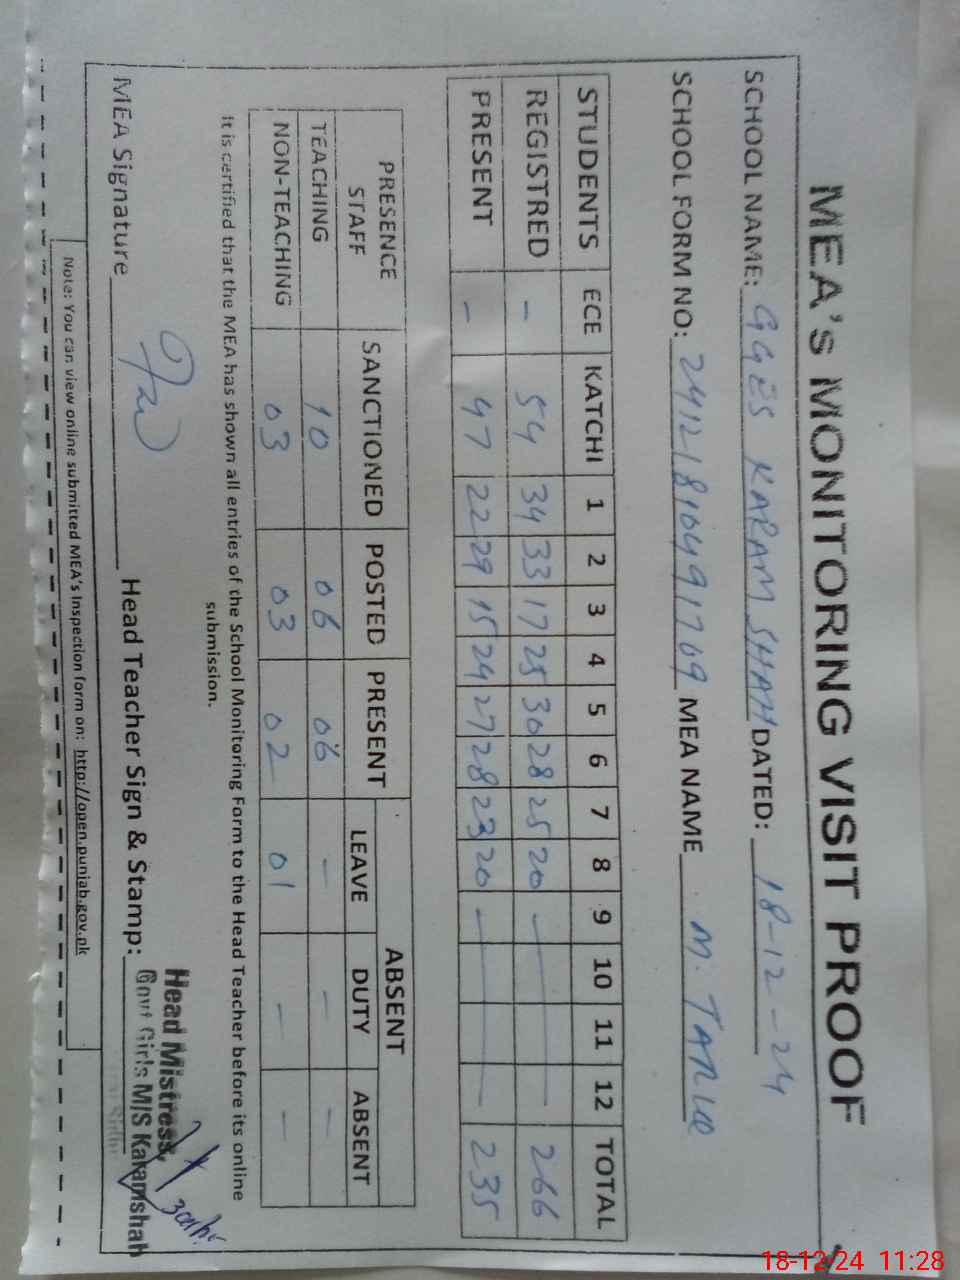 MEA'S MONITORING VISIT PROOF
SCHOOL NAME: GGES KARAM SHAH DATED: 18-12-24
SCHOOL FORM NO: 241218104917 09 MEA NAME M. TARIQ
STUDENTS ECE KATCHI 1 2 3 4 5 6 7 8 9 10 11 12 TOTAL
REGISTRED - 54 34 33 17 25 30 28 25 20 - 266
PRESENT - 47 22 29 15 24 27 28 23 20 - 235
PRESENCE STAFF SANCTIONED POSTED PRESENT ABSENT
LEAVE DUTY ABSENT
TEACHING 10 06 06 - - -
NON-TEACHING 03 03 02 01 - -
It is certified that the MEA has shown all entries of the School Monitoring Form to the Head Teacher before its online
submission.
MEA Signature Head Teacher Sign & Stamp:
Head Mistress,
Govt Girls M/S Karamshah
Note: You can view online submitted MEA's Inspection form on: http://open.punjab.gov.pk
18-12-24 11:28